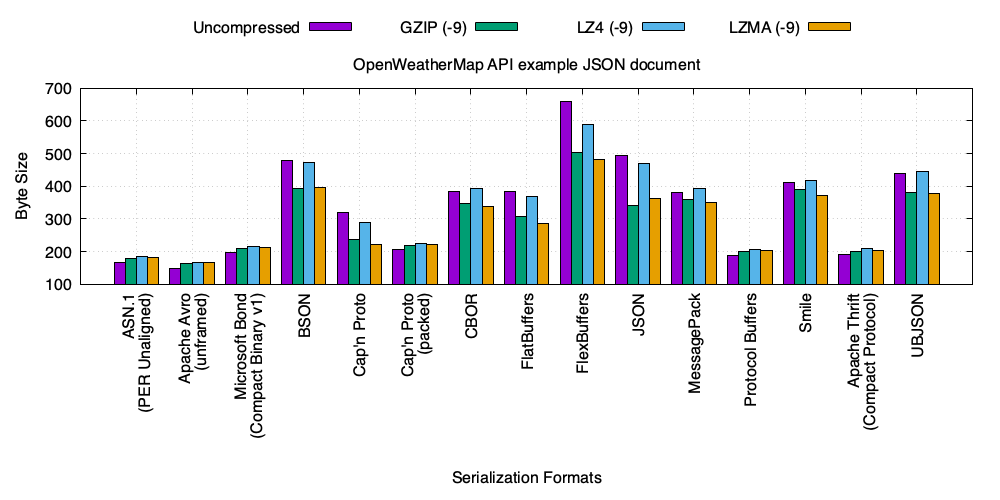 Uncompressed GZIP (-9) LZ4 (-9) LZMA (-9)
OpenWeatherMap API example JSON document
700
600
500
400
300
200
100
Byte Size
ASN.1
(PER Unaligned)
Apache Avro
(unframed)
Microsoft Bond
(Compact Binary v1)
BSON
Cap'n Proto
Cap'n Proto
(packed)
CBOR
FlatBuffers
FlexBuffers
JSON
MessagePack
Protocol Buffers
Smile
Apache Thrift
(Compact Protocol)
UBJSON
Serialization Formats